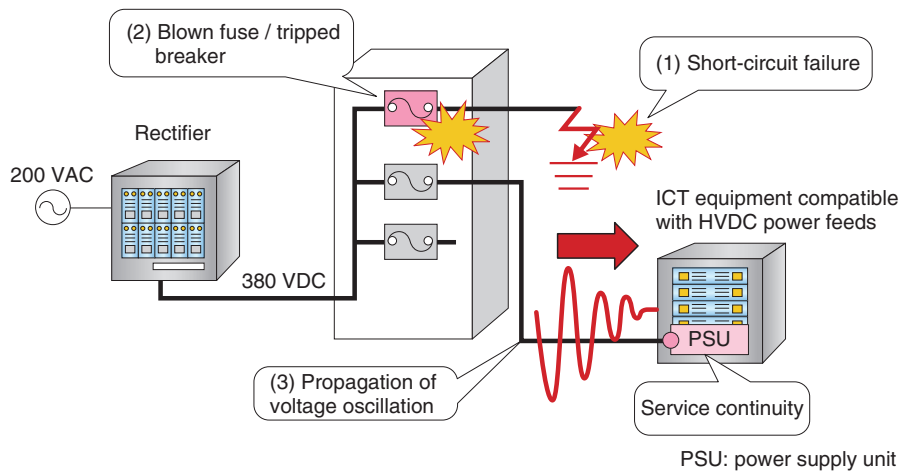 (2) Blown fuse / tripped
breaker
(1) Short-circuit failure
Rectifier
200 VAC
ICT equipment compatible
with HVDC power feeds
380 VDC
PSU
(3) Propagation of
voltage oscillation
Service continuity
PSU: power supply unit